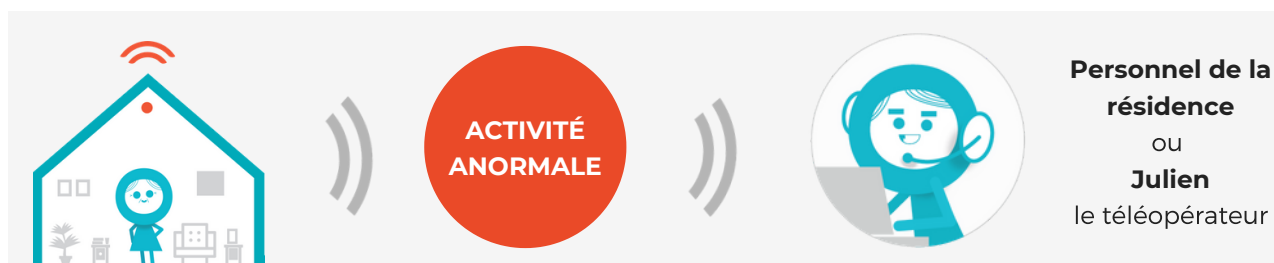 ACTIVITÉ
ANORMALE
Personnel de la
résidence
ou
Julien
le téléopérateur